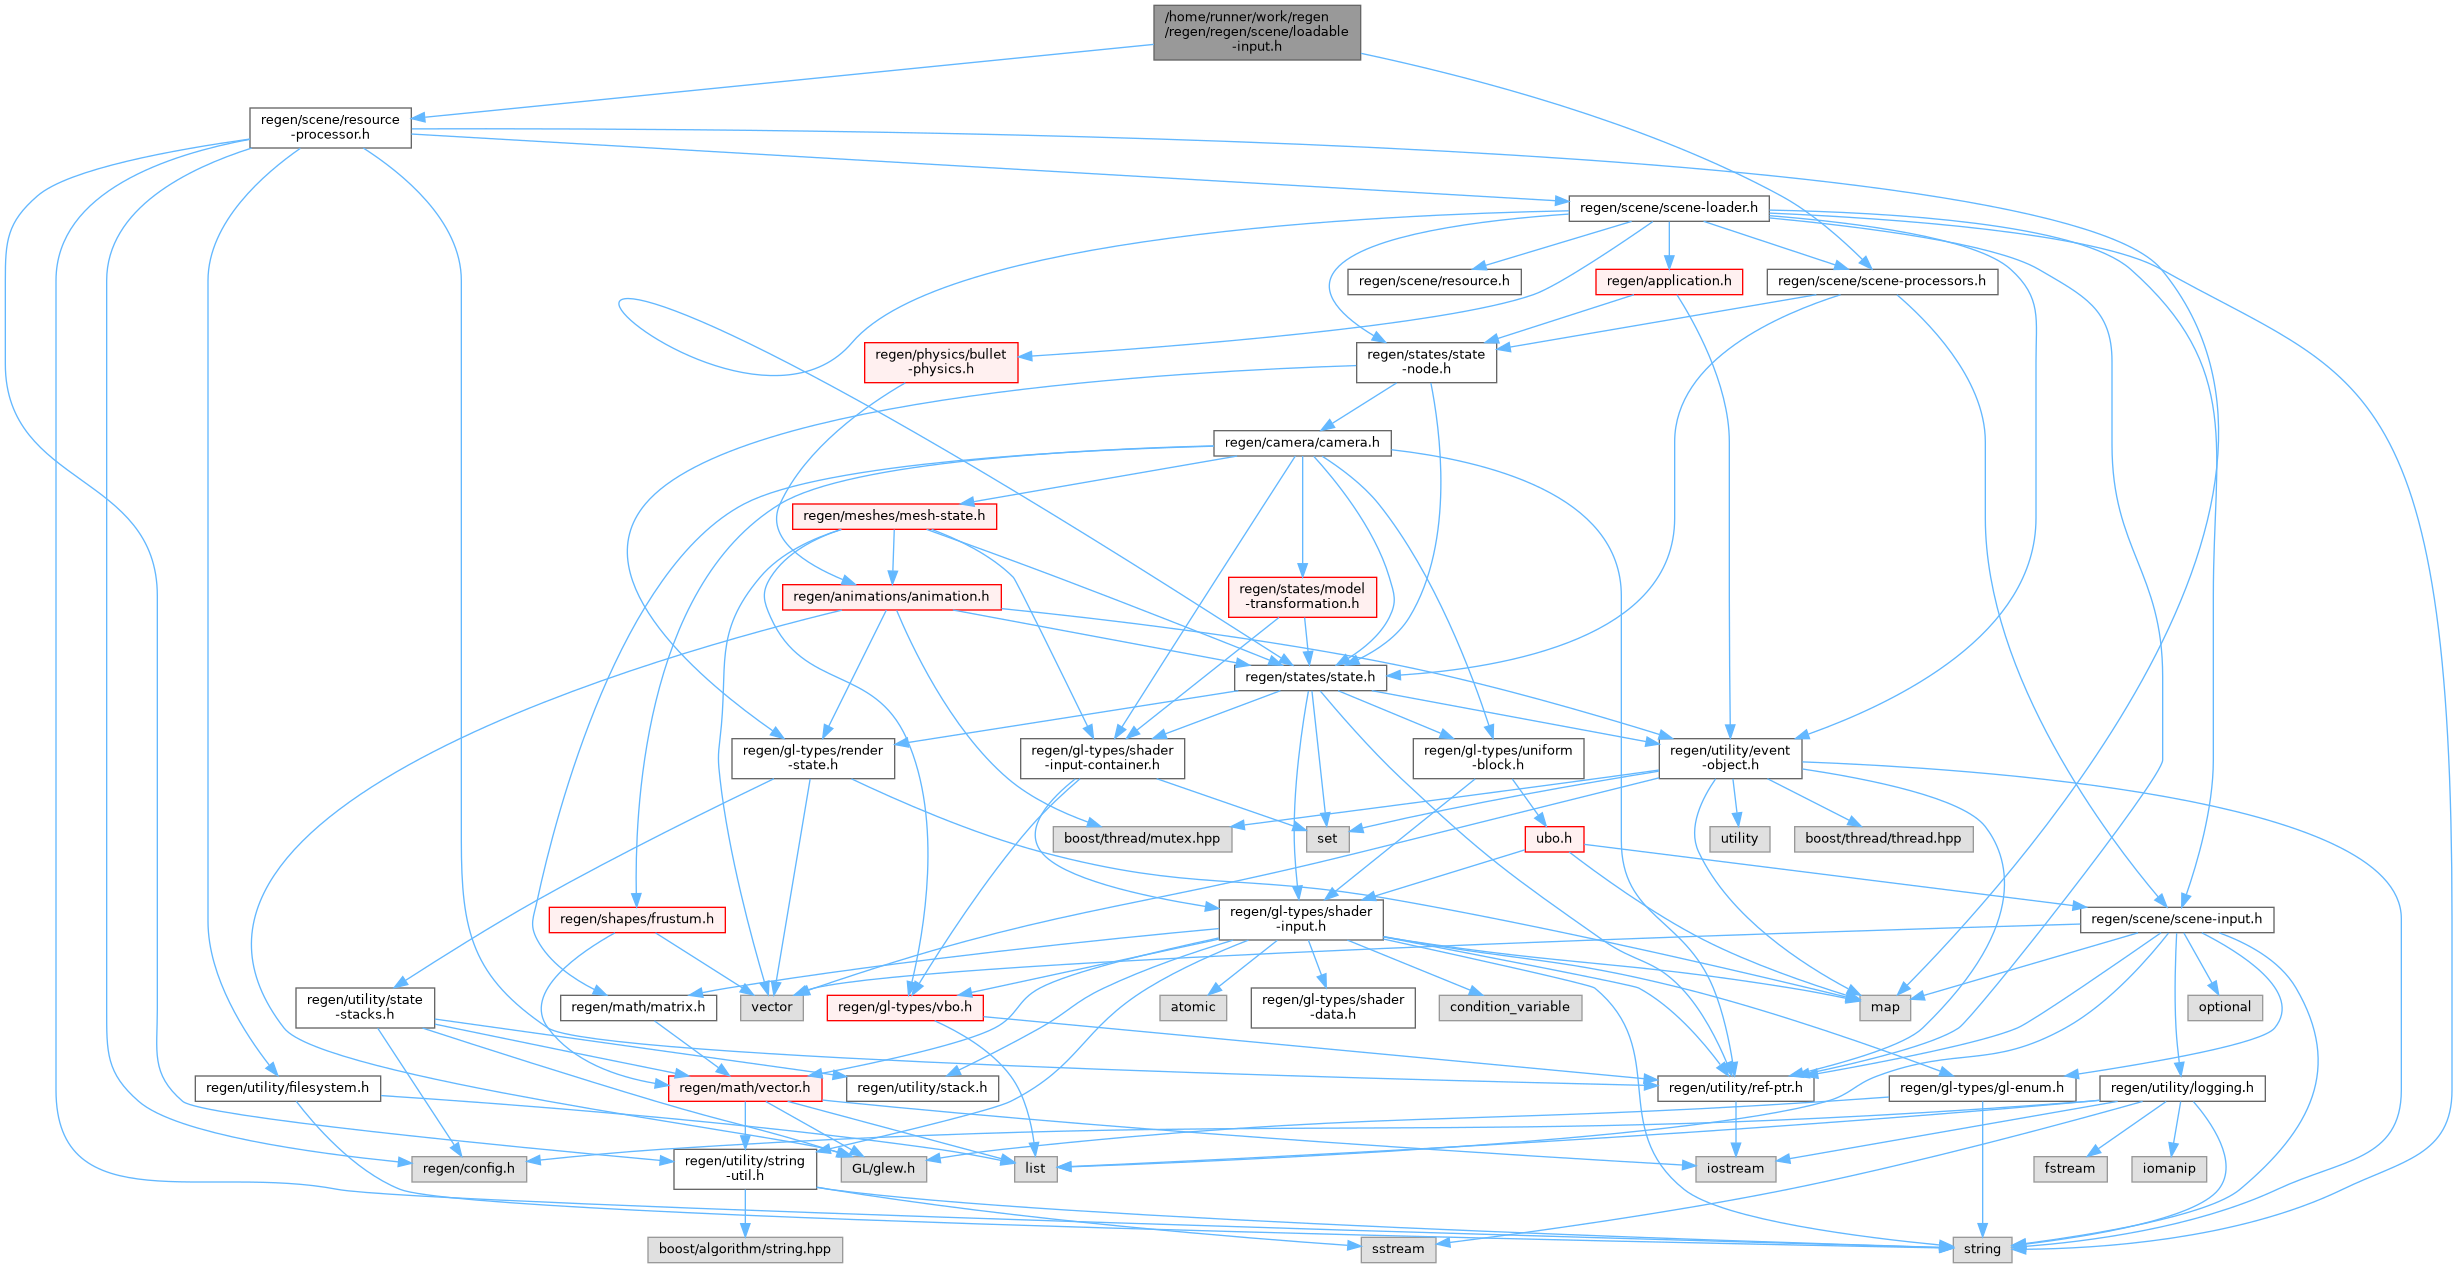 /home/runner/work/regen
/regen/regen/scene/loadable
-input.h
regen/scene/resource
-processor.h
regen/scene/scene-loader.h
regen/scene/resource.h
regen/application.h
regen/scene/scene-processors.h
regen/physics/bullet
-physics.h
regen/states/state
-node.h
regen/camera/camera.h
regen/meshes/mesh-state.h
regen/animations/animation.h
regen/states/model
-transformation.h
regen/states/state.h
regen/gl-types/render
-state.h
regen/gl-types/shader
-input-container.h
regen/gl-types/uniform
-block.h
regen/utility/event
-object.h
boost/thread/mutex.hpp
set
ubo.h
utility
boost/thread/thread.hpp
regen/shapes/frustum.h
regen/gl-types/shader
-input.h
regen/scene/scene-input.h
regen/utility/state
-stacks.h
regen/math/matrix.h
vector
regen/gl-types/vbo.h
atomic
regen/gl-types/shader
-data.h
condition_variable
map
optional
regen/utility/filesystem.h
regen/math/vector.h
regen/utility/stack.h
regen/utility/ref-ptr.h
regen/gl-types/gl-enum.h
regen/utility/logging.h
regen/config.h
regen/utility/string
-util.h
GL/glew.h
list
iostream
fstream
iomanip
boost/algorithm/string.hpp
sstream
string